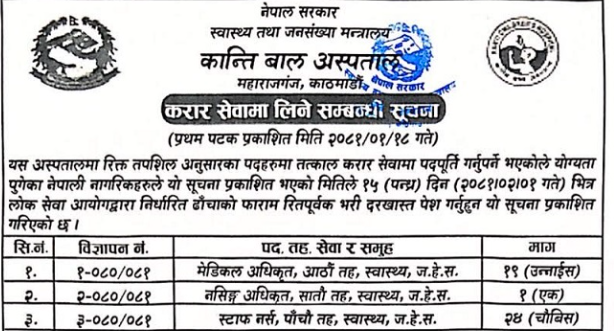 नेपाल सरकार
स्वास्थ्य तथा जनसंख्या मन्त्रालय
कान्ति बाल अस्पताल
महाराजगंज, काठमाडौं
नेपाल सरकार
करार सेवामा लिने सम्बन्धी सूचना
(प्रथम पटक प्रकाशित मिति २०८१/०१/१८ गते)
यस अस्पतालमा रिक्त तपशिल अनुसारका पदहरुमा तत्काल करार सेवामा पदपूर्ति गर्नुपर्ने भएकोले योग्यता
पुगेका नेपाली नागरिकहरुले यो सूचना प्रकाशित भएको मितिले १५ (पन्ध्र) दिन (२०८१।०२।०१ गते) भित्र
लोक सेवा आयोगद्वारा निर्धारित ढाँचाको फाराम रितपूर्वक भरी दरखास्त पेश गर्नुहुन यो सूचना प्रकाशित
गरिएको छ ।
सि.नं. विज्ञापन नं. पद. तह. सेवा र समुह माग
१. १-०८०/०८१ मेडिकल अधिकृत, आठौं तह, स्वास्थ्य, ज.हे.स. १९ (उन्नाईस)
२. २-०८०/०८१ नर्सिङ्ग अधिकृत, सातौ तह, स्वास्थ्य, ज.हे.स. १ (एक)
३. ३-०८०/०८१ स्टाफ नर्स, पाँचौ तह, स्वास्थ्य, ज.हे.स. २४ (चौबिस)